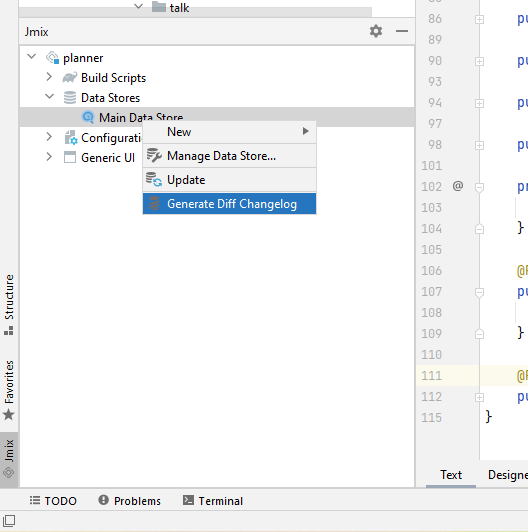 talk
Jmix
planner
Build Scripts
Data Stores
Main Data Store
Configurati
Generic UI
New
Manage Data Store...
Update
Generate Diff Changelog
86 pu
89
90 pu
93
94 pu
97
98 pu
101
102 @ pr
103
104 }
105
106 @P
107 pu
108
109 }
110
111 @P
112 pu
115 }
Structure
Favorites
Jmix
Text Designe
TODO Problems Terminal